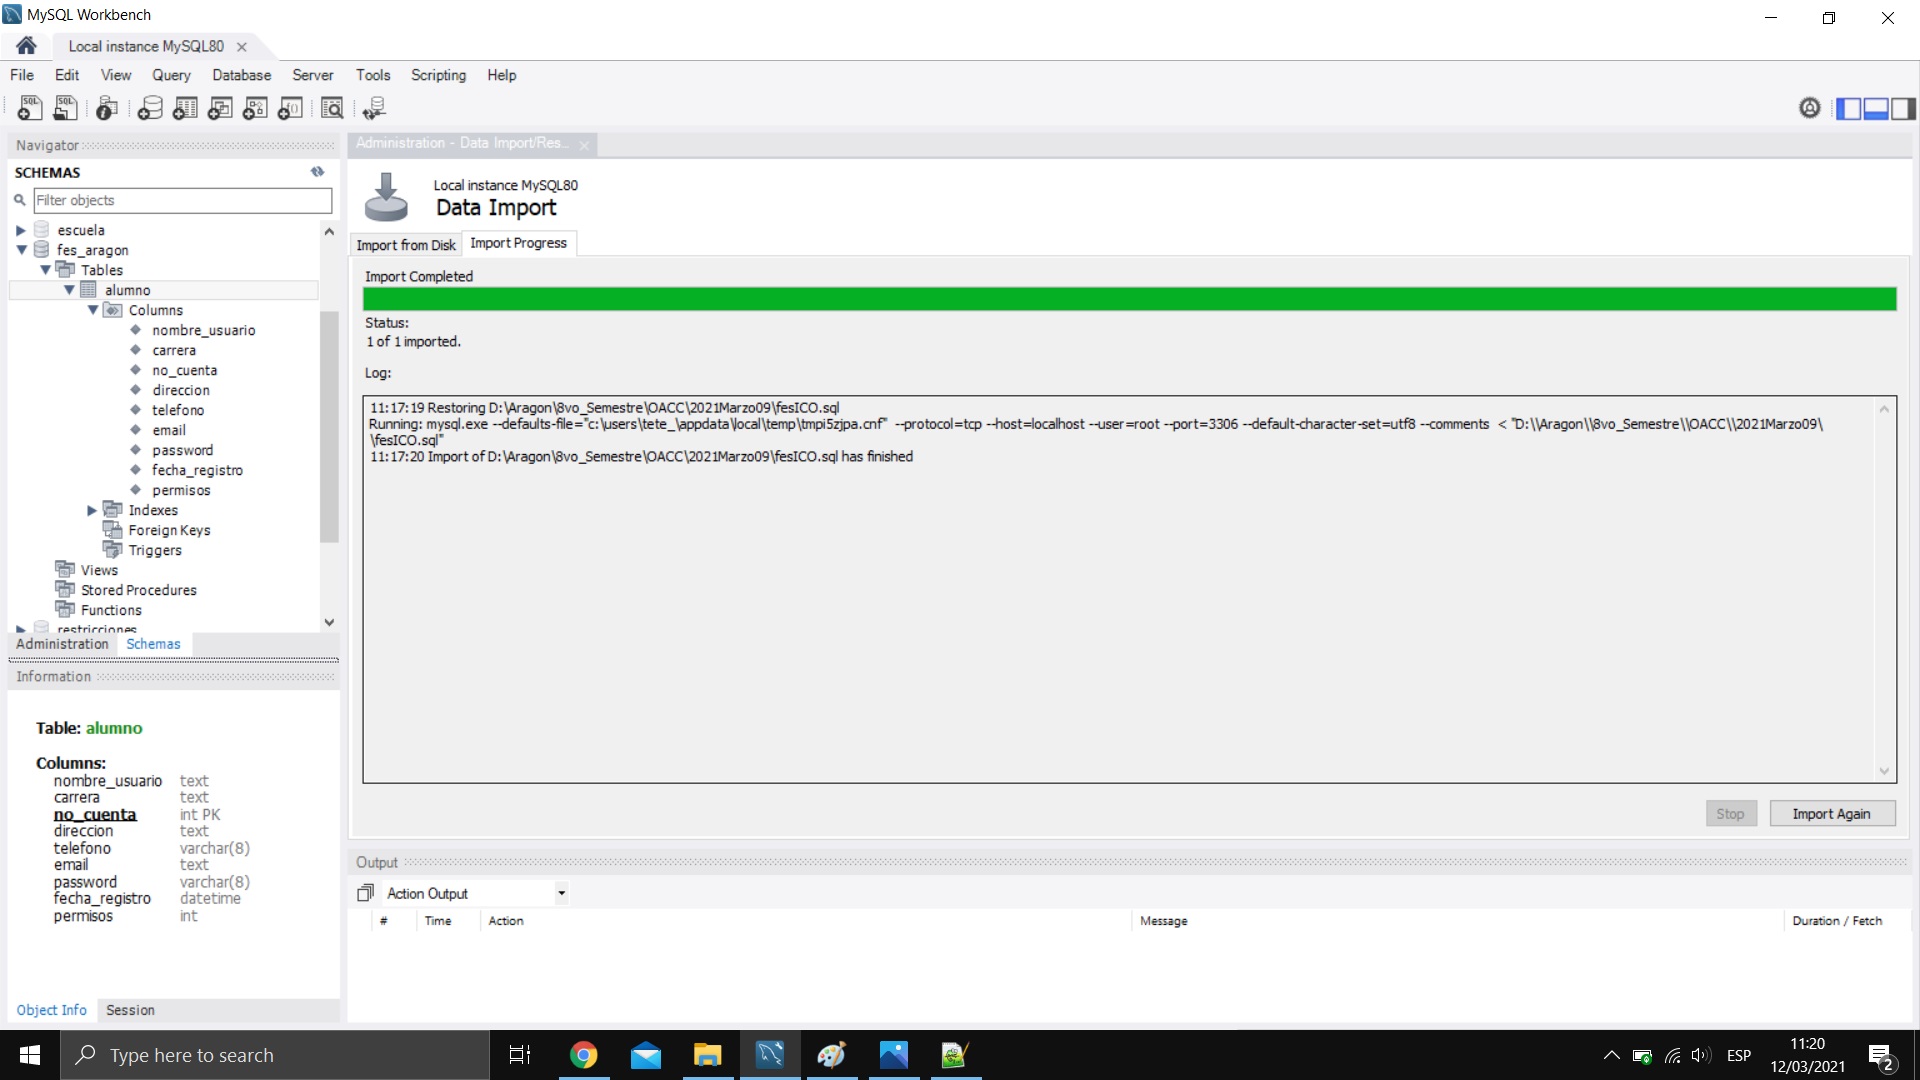 MySQL Workbench
Local instance MySQL80
File Edit View Query Database Server Tools Scripting Help
Navigator
SCHEMAS
Filter objects
escuela
fes_aragon
Tables
alumno
Columns
nombre_usuario
carrera
no_cuenta
direccion
telefono
email
password
fecha_registro
permisos
Indexes
Foreign Keys
Triggers
Views
Stored Procedures
Functions
restricciones
Administration Schemas
Information
Table: alumno
Columns:
nombre_usuario text
carrera text
no_cuenta int PK
direccion text
telefono varchar(8)
email text
password varchar(8)
fecha_registro datetime
permisos int
Object Info Session
Administration - Data Import/Res...
Local instance MySQL80
Data Import
Import from Disk Import Progress
Import Completed
Status:
1 of 1 imported.
Log:
11:17:19 Restoring D:\Aragon\8vo_Semestre\OACC\2021Marzo09\fesICO.sql
Running: mysql.exe --defaults-file="c:\users\tete_\appdata\local\temp\tmpi5zjpa.cnf" --protocol=tcp --host=localhost --user=root --port=3306 --default-character-set=utf8 --comments < "D:\\Aragon\\8vo_Semestre\\OACC\\2021Marzo09\
\fesICO.sql"
11:17:20 Import of D:\Aragon\8vo_Semestre\OACC\2021Marzo09\fesICO.sql has finished
Stop Import Again
Output
Action Output
# Time Action Message Duration / Fetch
Type here to search
ESP
11:20
12/03/2021
2